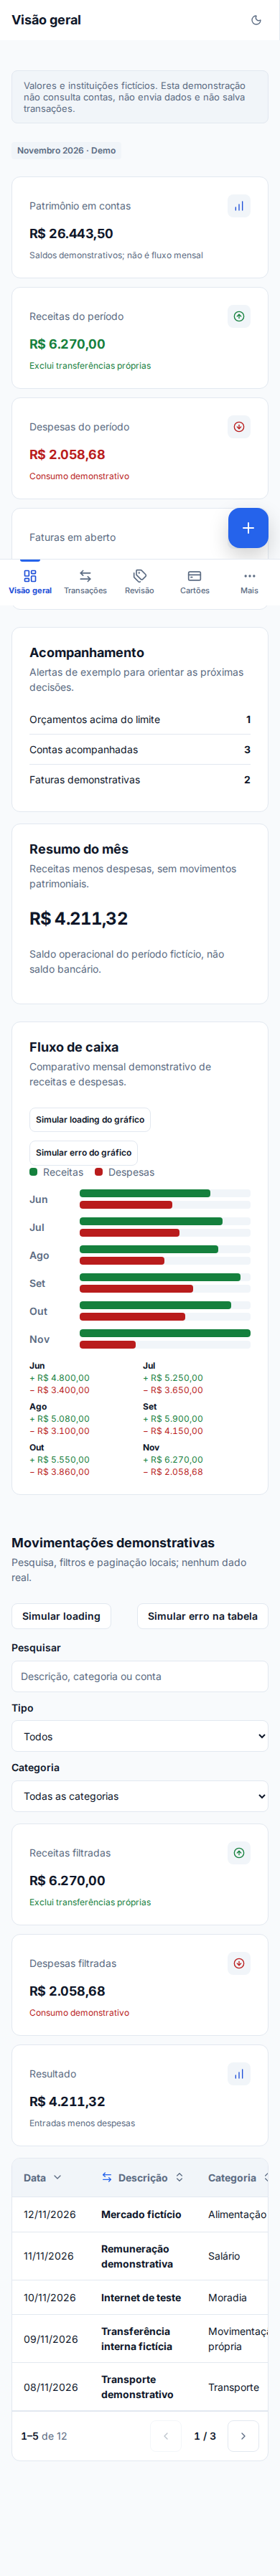 Visão geral
Valores e instituições fictícios. Esta demonstração
não consulta contas, não envia dados e não salva
transações.
Novembro 2026 · Demo
Patrimônio em contas
R$ 26.443,50
Saldos demonstrativos; não é fluxo mensal
Receitas do período
R$ 6.270,00
Exclui transferências próprias
Despesas do período
R$ 2.058,68
Consumo demonstrativo
Faturas em aberto
Visão geral
Transações
Revisão
Cartões
Mais
Acompanhamento
Alertas de exemplo para orientar as próximas
decisões.
Orçamentos acima do limite 1
Contas acompanhadas 3
Faturas demonstrativas 2
Resumo do mês
Receitas menos despesas, sem movimentos
patrimoniais.
R$ 4.211,32
Saldo operacional do período fictício, não
saldo bancário.
Fluxo de caixa
Comparativo mensal demonstrativo de
receitas e despesas.
Simular loading do gráfico
Simular erro do gráfico
Receitas Despesas
Jun
Jul
Ago
Set
Out
Nov
Jun Jul
+ R$ 4.800,00 + R$ 5.250,00
− R$ 3.400,00 − R$ 3.650,00
Ago Set
+ R$ 5.080,00 + R$ 5.900,00
− R$ 3.100,00 − R$ 4.150,00
Out Nov
+ R$ 5.550,00 + R$ 6.270,00
− R$ 3.860,00 − R$ 2.058,68
Movimentações demonstrativas
Pesquisa, filtros e paginação locais; nenhum dado
real.
Simular loading Simular erro na tabela
Pesquisar
Descrição, categoria ou conta
Tipo
Todos
Categoria
Todas as categorias
Receitas filtradas
R$ 6.270,00
Exclui transferências próprias
Despesas filtradas
R$ 2.058,68
Consumo demonstrativo
Resultado
R$ 4.211,32
Entradas menos despesas
Data Descrição Categoria
12/11/2026 Mercado fictício Alimentação
11/11/2026 Remuneração demonstrativa Salário
10/11/2026 Internet de teste Moradia
09/11/2026 Transferência interna fictícia Movimentaç própria
08/11/2026 Transporte demonstrativo Transporte
1–5 de 12 1 / 3